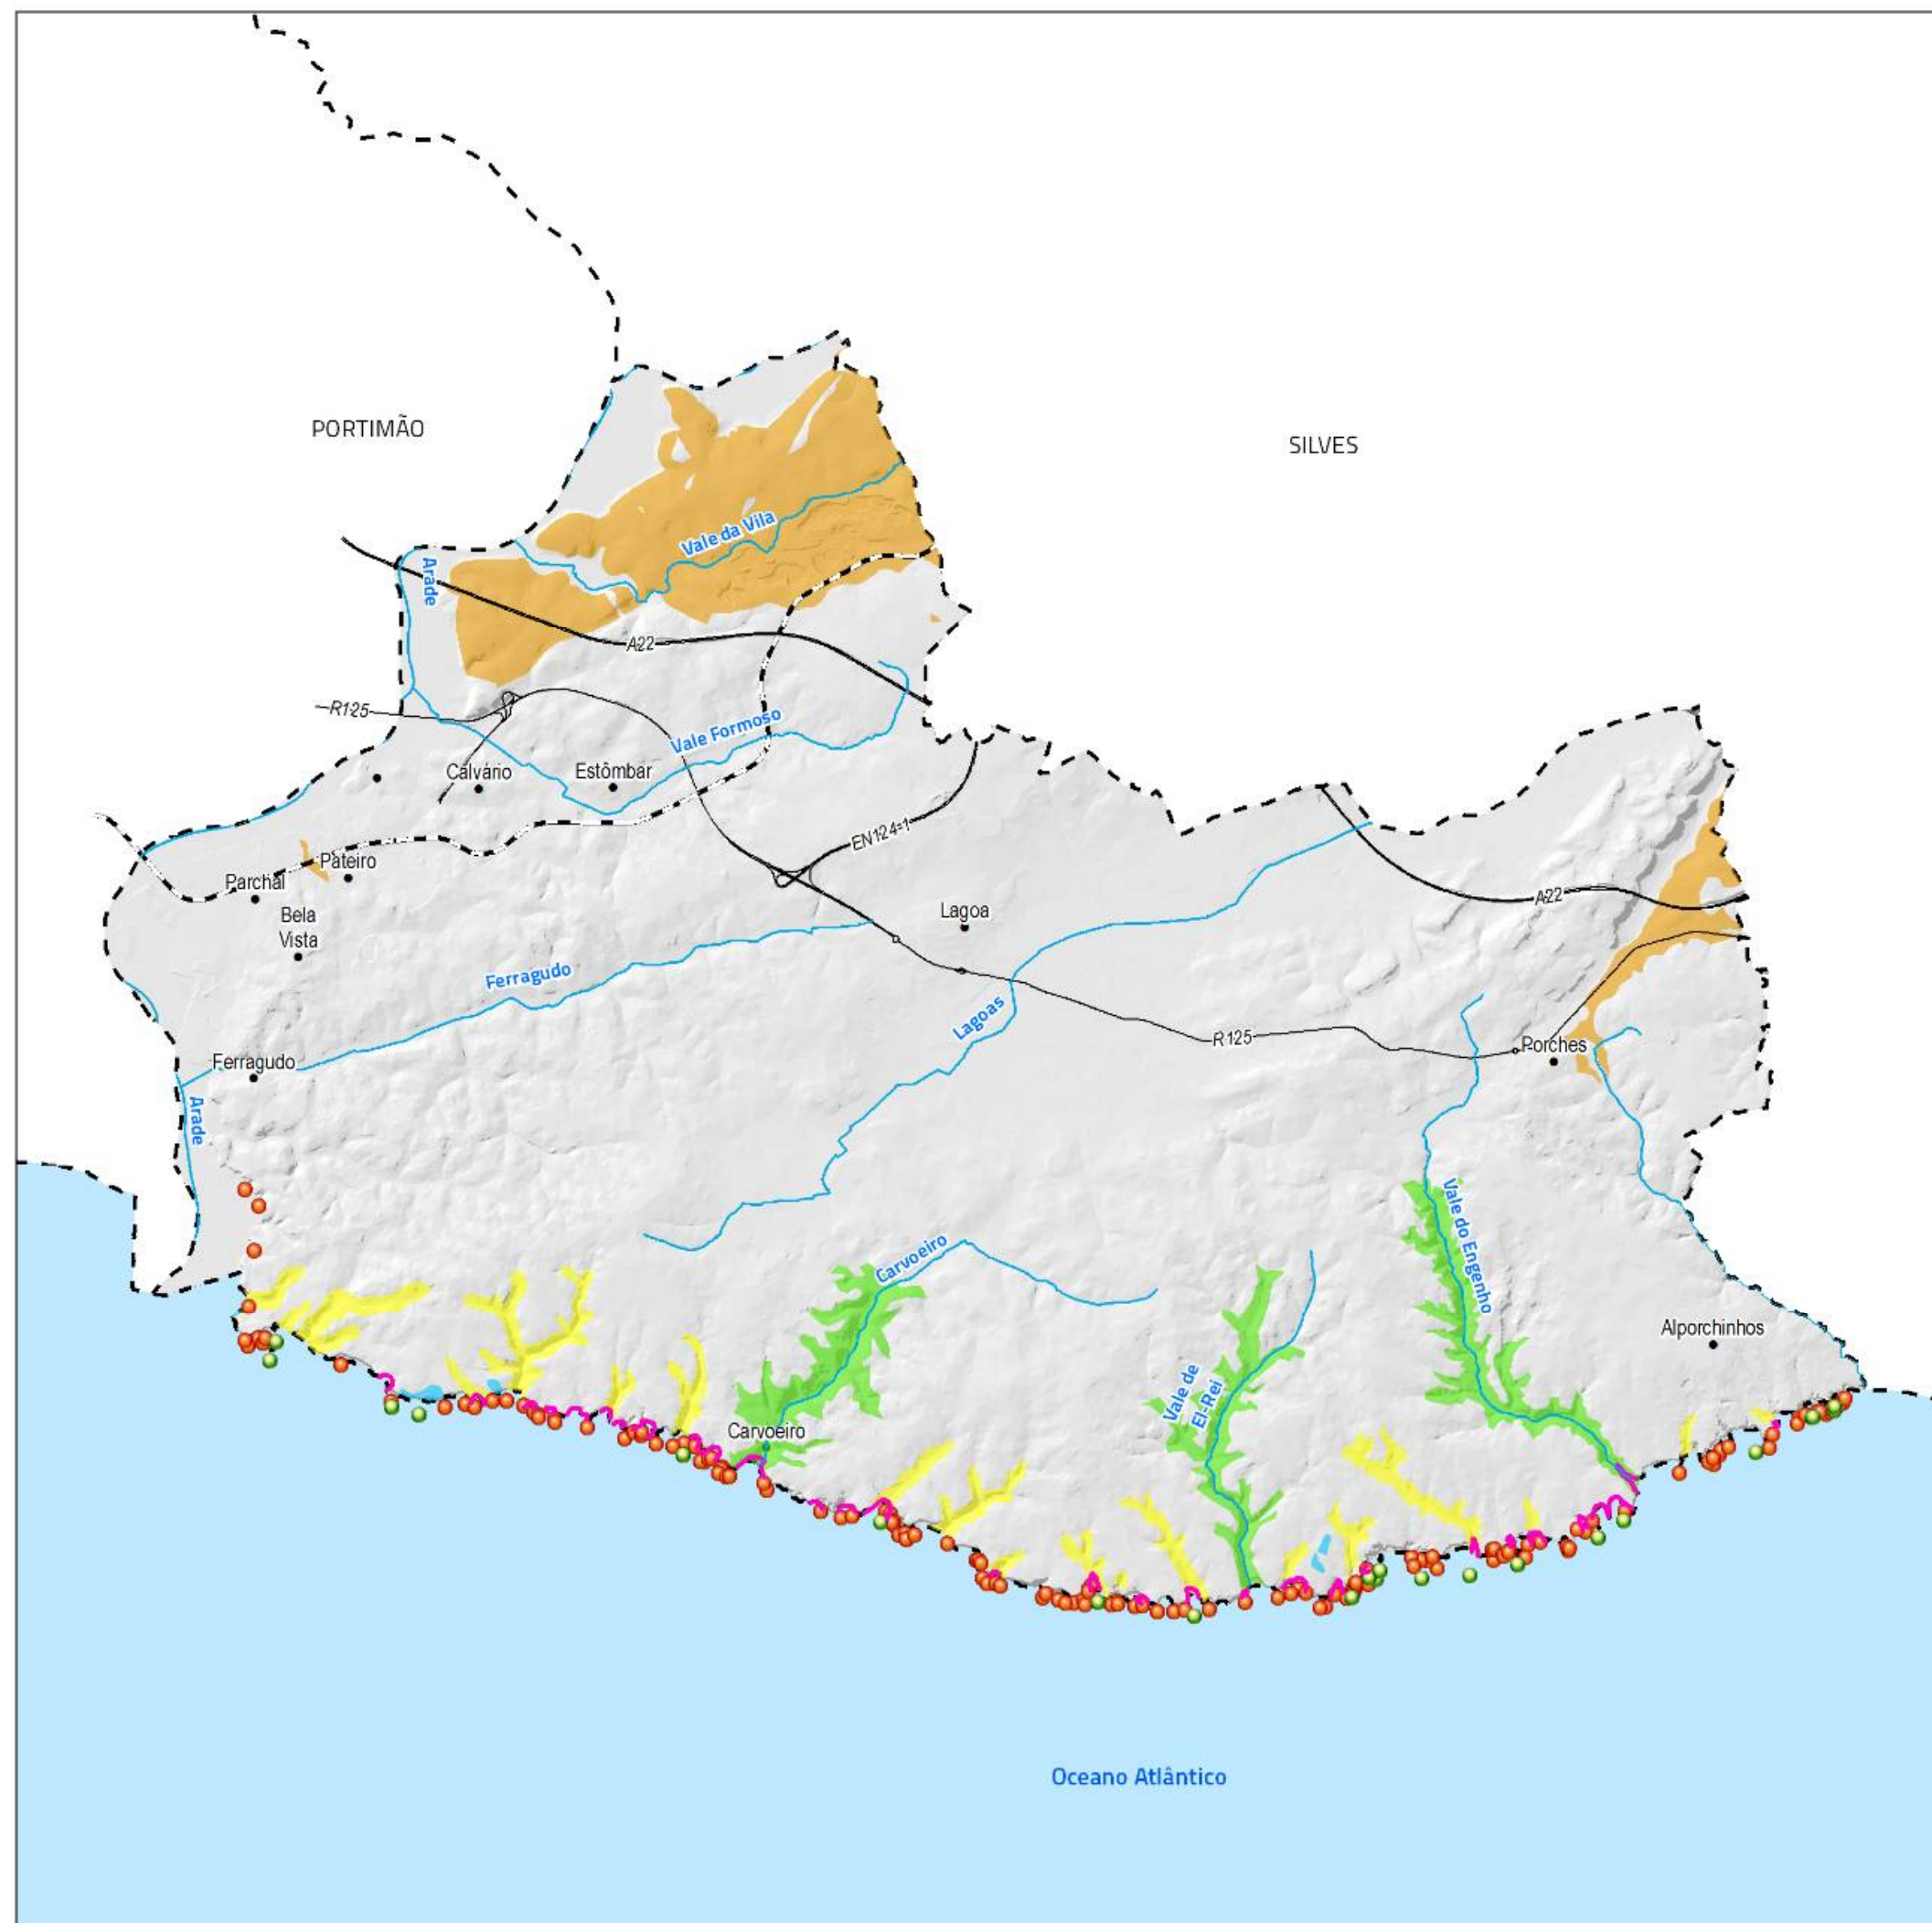 PORTIMÃO
SILVES
Vale da Vila
Arade
A22
R125
Vale Formoso
Calvário
Estômbar
EN124-1
Pateiro
Parchal
A22
Bela
Vista
Lagoa
Ferragudo
Lagoas
R125
Porches
Ferragudo
Arade
Vale do Engenho
Carvoeiro
Alporchinhos
Vale de
El-Rei
Carvoeiro
Oceano Atlântico